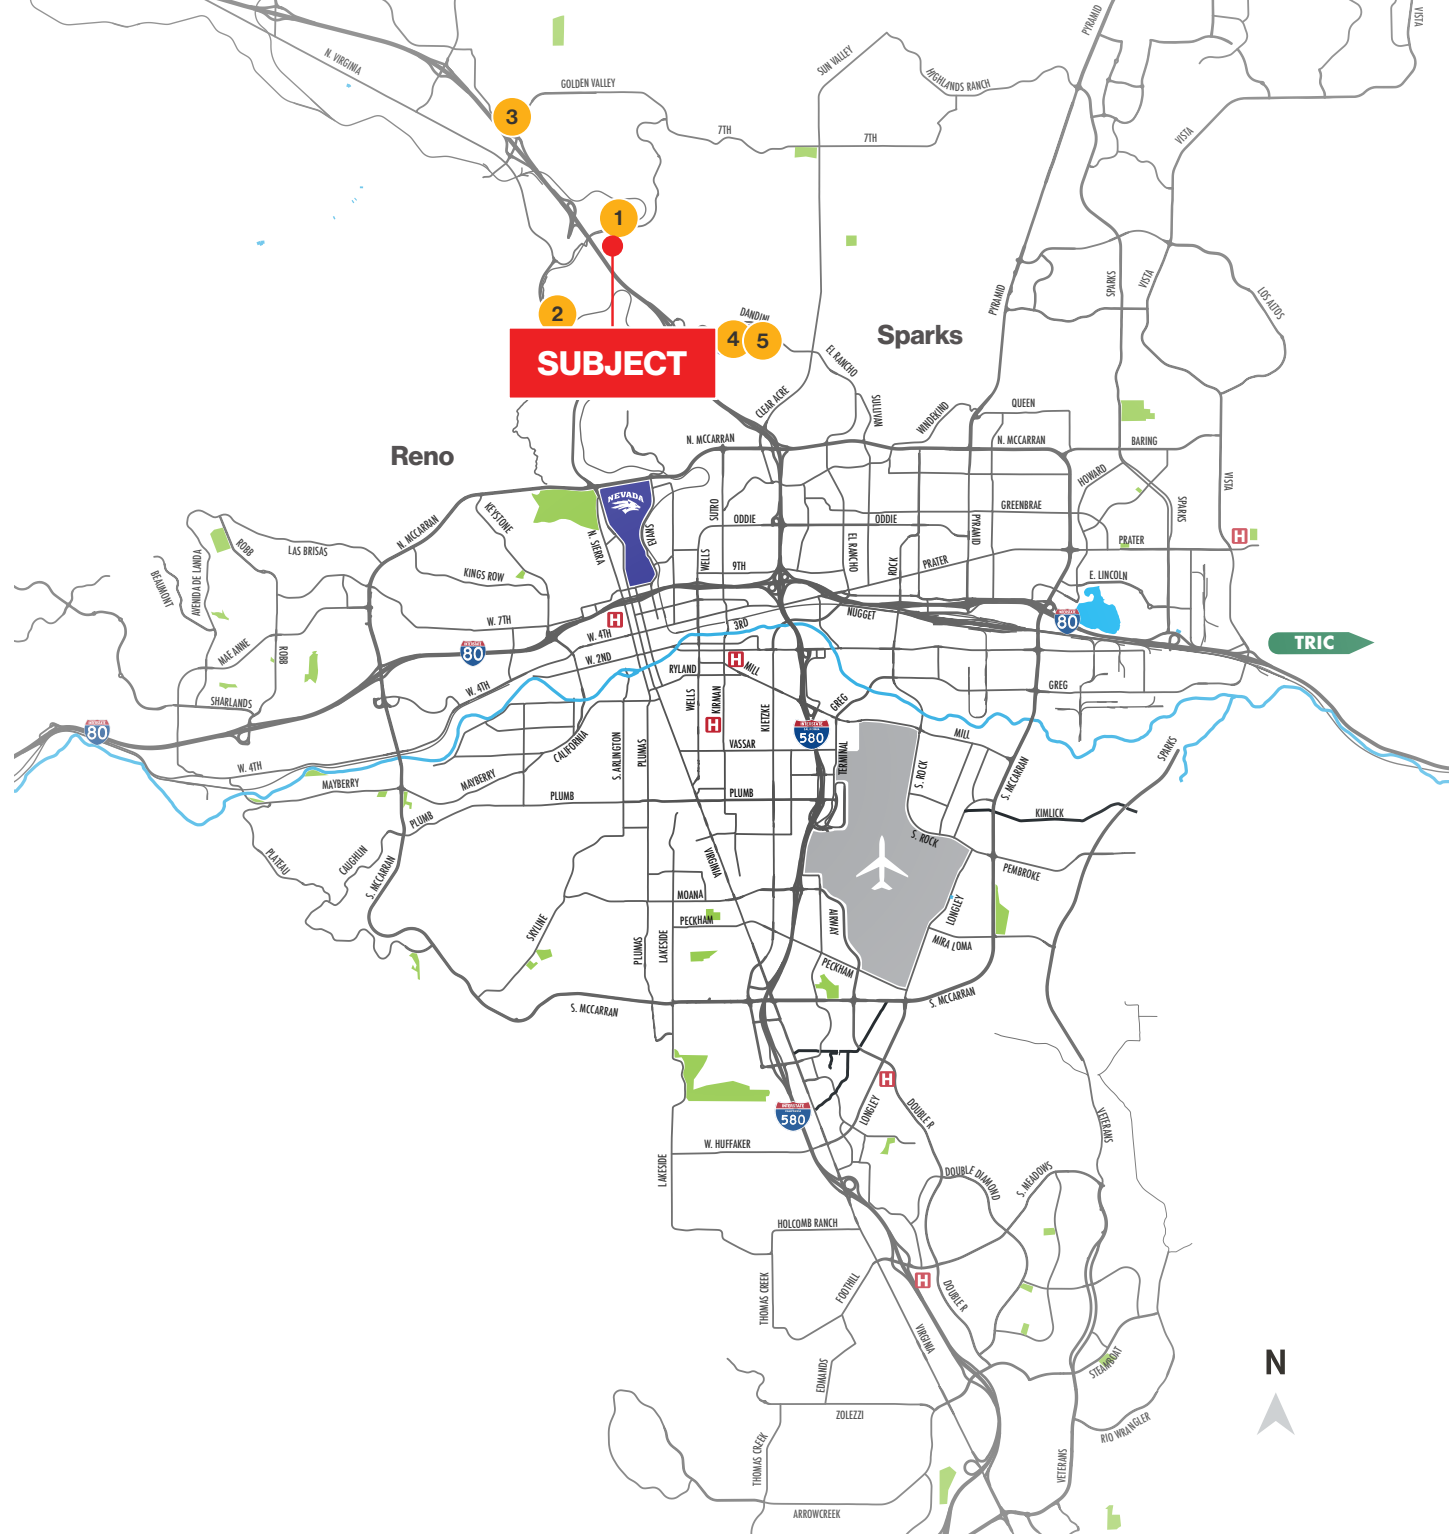 PYRAMID
VISTA
N. VIRGINIA
SUN VALLEY
HIGHLANDS RANCH
GOLDEN VALLEY
3
7TH
7TH
VISTA
1
SPARKS
VISTA
LOS ALTOS
PYRAMID
2
DANDINI
4
5
Sparks
SUBJECT
EL RANCHO
CLEAR ACRE
SULLIVAN
WINDEKIND
QUEEN
N. MCCARRAN
N. MCCARRAN
BARING
Reno
HOWARD
VISTA
NEVADA
KEYSTONE
SUTRO
ODDIE
ODDIE
GREENBRAE
SPARKS
PYRAMID
N. MCCARRAN
N. SIERRA
EVANS
H
PRATER
ROBB
LAS BRISAS
EL RANCHO
WELLS
9TH
ROCK
PRATER
BEAUMONT
AVENIDA DE LANDA
KINGS ROW
E. LINCOLN
W. 7TH
H
3RD
NUGGET
INTERSTATE
80
W. 4TH
MAE ANNE
ROBB
INTERSTATE
80
W. 2ND
H
MILL
TRIC
RYLAND
W. 4TH
GREG
SHARLANDS
WELLS
KIRMAN
KIETZKE
GREG
INTERSTATE
80
H
INTERSTATE
580
MILL
S. ARLINGTON
PLUMAS
VASSAR
TERMINAL
CALIFORNIA
SPARKS
W. 4TH
S. ROCK
S. MCCARRAN
MAYBERRY
MAYBERRY
PLUMB
PLUMB
PLUMB
KIMLICK
S. ROCK
PLATEAU
CAUGHLIN
S. MCCARRAN
VIRGINIA
PEMBROKE
MOANA
PECKHAM
AIRWAY
LONGLEY
SKYLINE
PLUMAS
LAKESIDE
MIRA LOMA
PECKHAM
S. MCCARRAN
S. MCCARRAN
H
INTERSTATE
580
LONGLEY
DOUBLE R
VETERANS
W. HUFFAKER
LAKESIDE
DOUBLE DIAMOND
S. MEADOWS
HOLCOMB RANCH
H
THOMAS CREEK
FOOTHILL
DOUBLE R
VIRGINIA
N
EDMANDS
STEAMBOAT
ZOLEZZI
RIO WRANGLER
THOMAS CREEK
VETERANS
ARROWCREEK